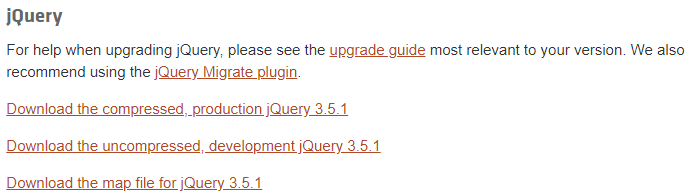 jQuery
For help when upgrading jQuery, please see the upgrade guide most relevant to your version. We also
recommend using the jQuery Migrate plugin.
Download the compressed, production jQuery 3.5.1
Download the uncompressed, development jQuery 3.5.1
Download the map file for jQuery 3.5.1